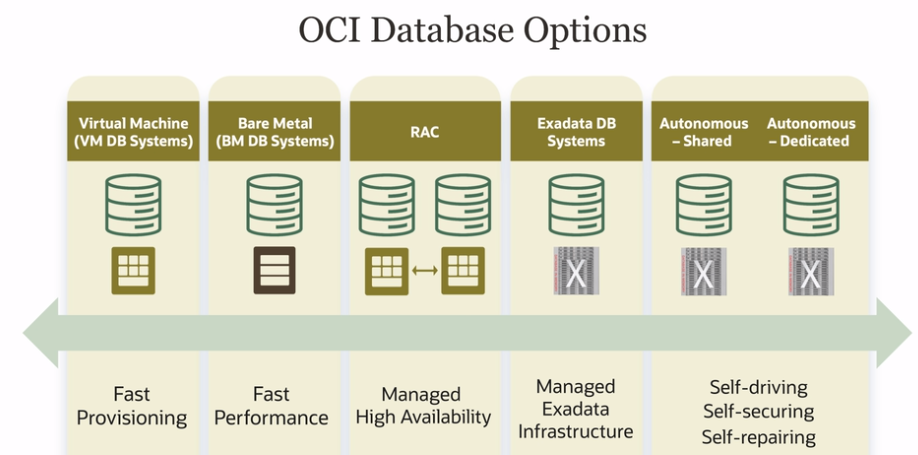 OCI Database Options
Virtual Machine
(VM DB Systems)
Bare Metal
(BM DB Systems)
RAC
Exadata DB
Systems
Autonomous
– Shared
Autonomous
– Dedicated
X
X
X
Fast
Provisioning
Fast
Performance
Managed
High Availability
Managed
Exadata
Infrastructure
Self-driving
Self-securing
Self-repairing